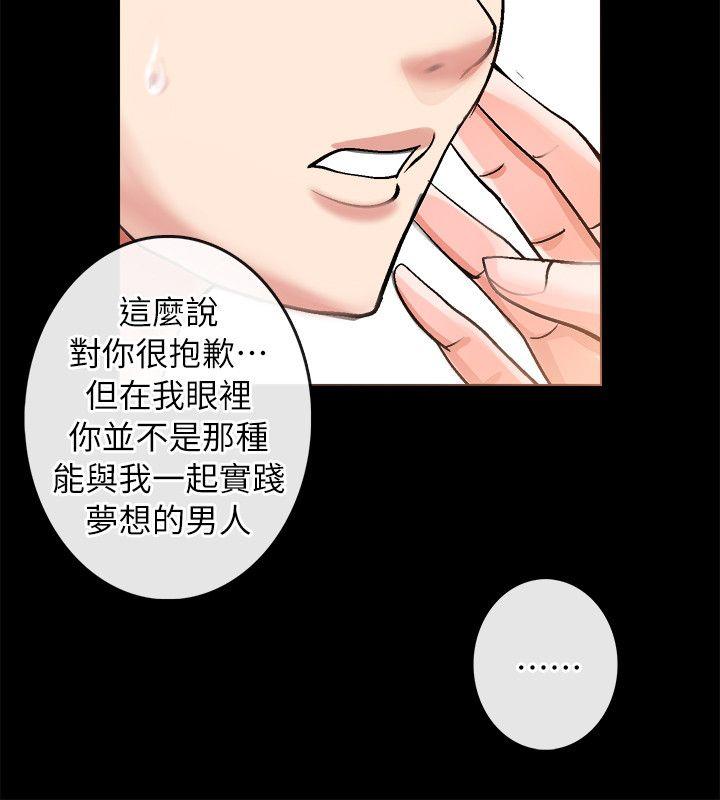 這麼說
對你很抱歉⋯
但在我眼裡
你並不是那種
能與我一起實踐
夢想的男人
⋯⋯